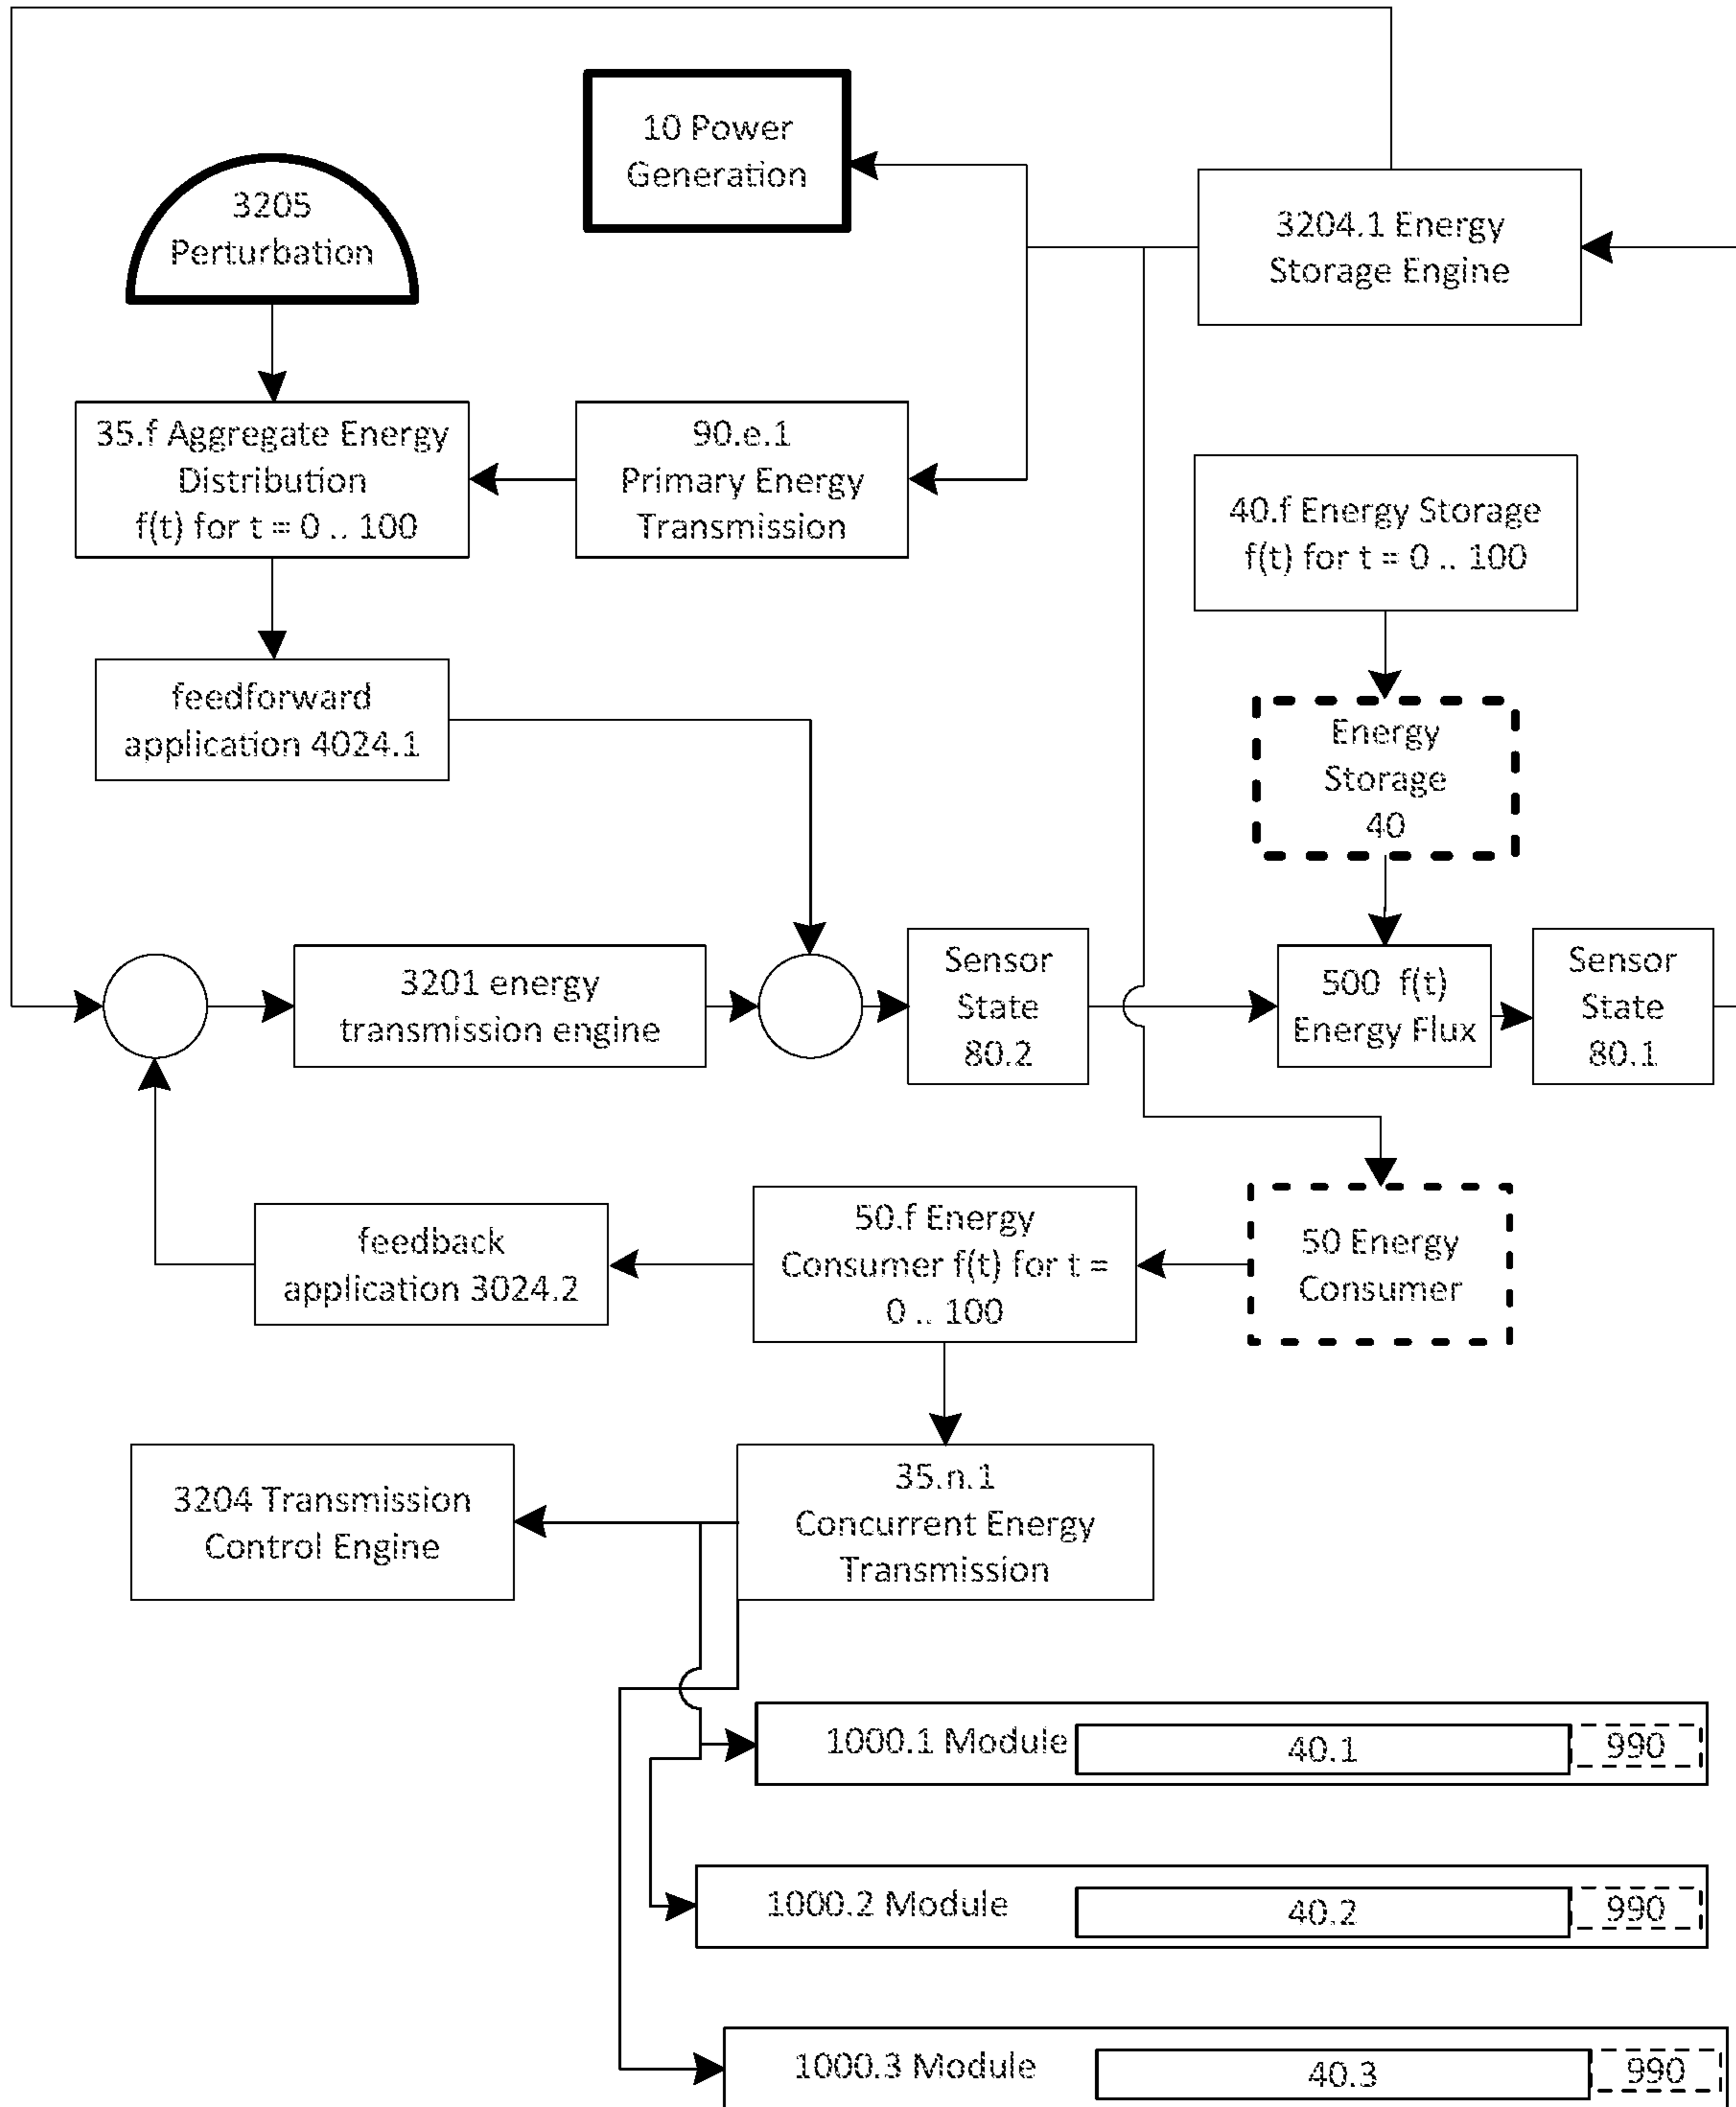 10 Power
Generation
3205
Perturbation
3204.1 Energy
Storage Engine
35.f Aggregate Energy
Distribution
f(t) for t = 0 .. 100
90.e.1
Primary Energy
Transmission
40.f Energy Storage
f(t) for t = 0 .. 100
feedforward
application 4024.1
Energy
Storage
40
3201 energy
transmission engine
Sensor
State
80.2
500 f(t)
Energy Flux
Sensor
State
80.1
feedback
application 3024.2
50.f Energy
Consumer f(t) for t =
0 .. 100
50 Energy
Consumer
3204 Transmission
Control Engine
35.n.1
Concurrent Energy
Transmission
1000.1 Module 40.1 990
1000.2 Module 40.2 990
1000.3 Module 40.3 990